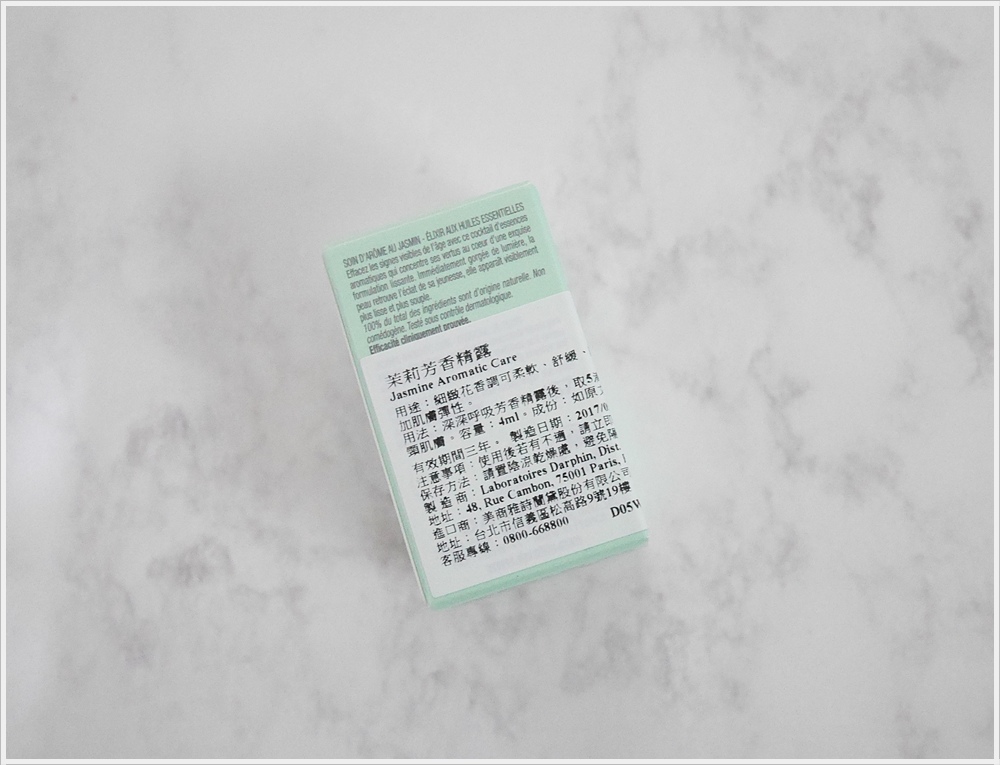 SOIN D'ARÔME AU JASMIN - ÉLIXIR AUX HUILES ESSENTIELLES
Effacez les signes visibles de l'âge avec ce cocktail d'essences
aromatiques qui concentre ses vertus au coeur d'une exquise
formulation lissante. Immédiatement gorgée de lumière, la
peau retrouve l'éclat de sa jeunesse, elle apparaît visiblement
plus lisse et plus souple.
100% du total des ingrédients sont d'origine naturelle. Non
comédogène. Testé sous contrôle dermatologique.
Efficacité cliniquement prouvée.
茉莉芳香精露
Jasmine Aromatic Care
用途：細緻花香調可柔軟、舒緩、
加肌膚彈性。
用法：深深呼吸芳香精露後，取5
頸肌膚。容量：4ml。成份：如原
有效期間三年。 製造日期：2017/0
注意事項：使用後若有不適，請立即
保存方法：請置陰涼乾燥處，避免陽
製造商：Laboratoires Darphin, Dist.
地址：48, Rue Cambon, 75001 Paris,
進口商：美商雅詩蘭黛股份有限公司
地址：台北市信義區松高路9號19樓
客服專線：0800-668800
D05V